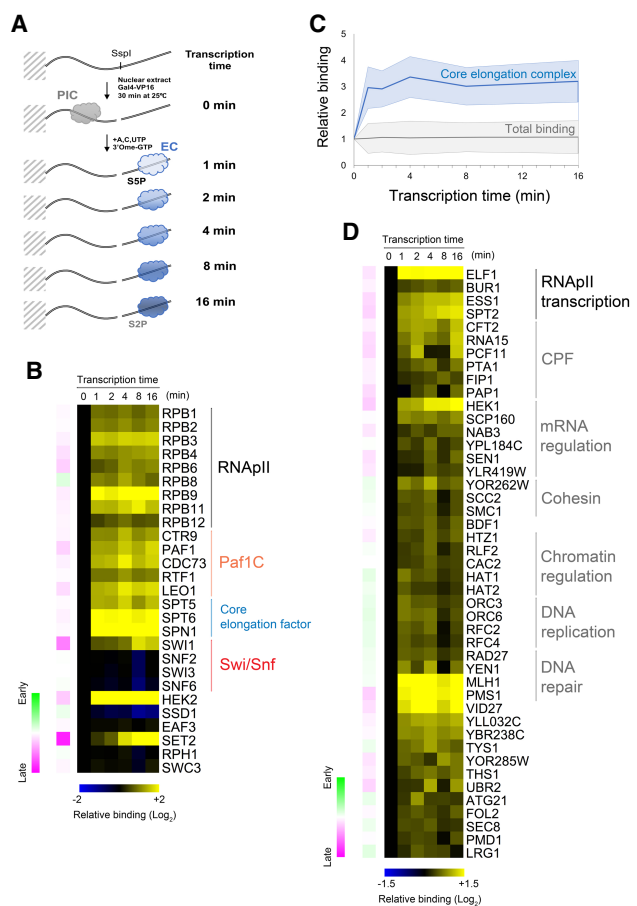 A
SspI
Transcription
time
Nuclear extract
Gal4-VP16
30 min at 25ºC
PIC
0 min
+A,C,UTP
3'Ome-GTP
EC
1 min
S5P
2 min
4 min
8 min
16 min
S2P
B
Transcription time
0 1 2 4 8 16 (min)
RPB1
RPB2
RPB3
RPB4
RPB6
RPB8
RPB9
RPB11
RPB12
RNApII
CTR9
PAF1
CDC73
RTF1
LEO1
Paf1C
SPT5
SPT6
SPN1
Core
elongation factor
SWI1
SNF2
SWI3
SNF6
Swi/Snf
HEK2
SSD1
EAF3
SET2
RPH1
SWC3
Early
Late
-2 +2
Relative binding (Log2)
C
Relative binding
5
4
3
2
1
0
Core elongation complex
Total binding
0 4 8 12 16
Transcription time (min)
D
Transcription time
0 1 2 4 8 16 (min)
ELF1
BUR1
ESS1
SPT2
RNApII
transcription
CFT2
RNA15
PCF11
PTA1
FIP1
PAP1
CPF
HEK1
SCP160
NAB3
YPL184C
SEN1
YLR419W
mRNA
regulation
YOR262W
SCC2
SMC1
Cohesin
BDF1
HTZ1
RLF2
CAC2
HAT1
HAT2
Chromatin
regulation
ORC3
ORC6
RFC2
RFC4
DNA
replication
RAD27
YEN1
MLH1
PMS1
DNA
repair
VID27
YLL032C
YBR238C
TYS1
YOR285W
THS1
UBR2
ATG21
FOL2
SEC8
PMD1
LRG1
Early
Late
-1.5 +1.5
Relative binding (Log2)